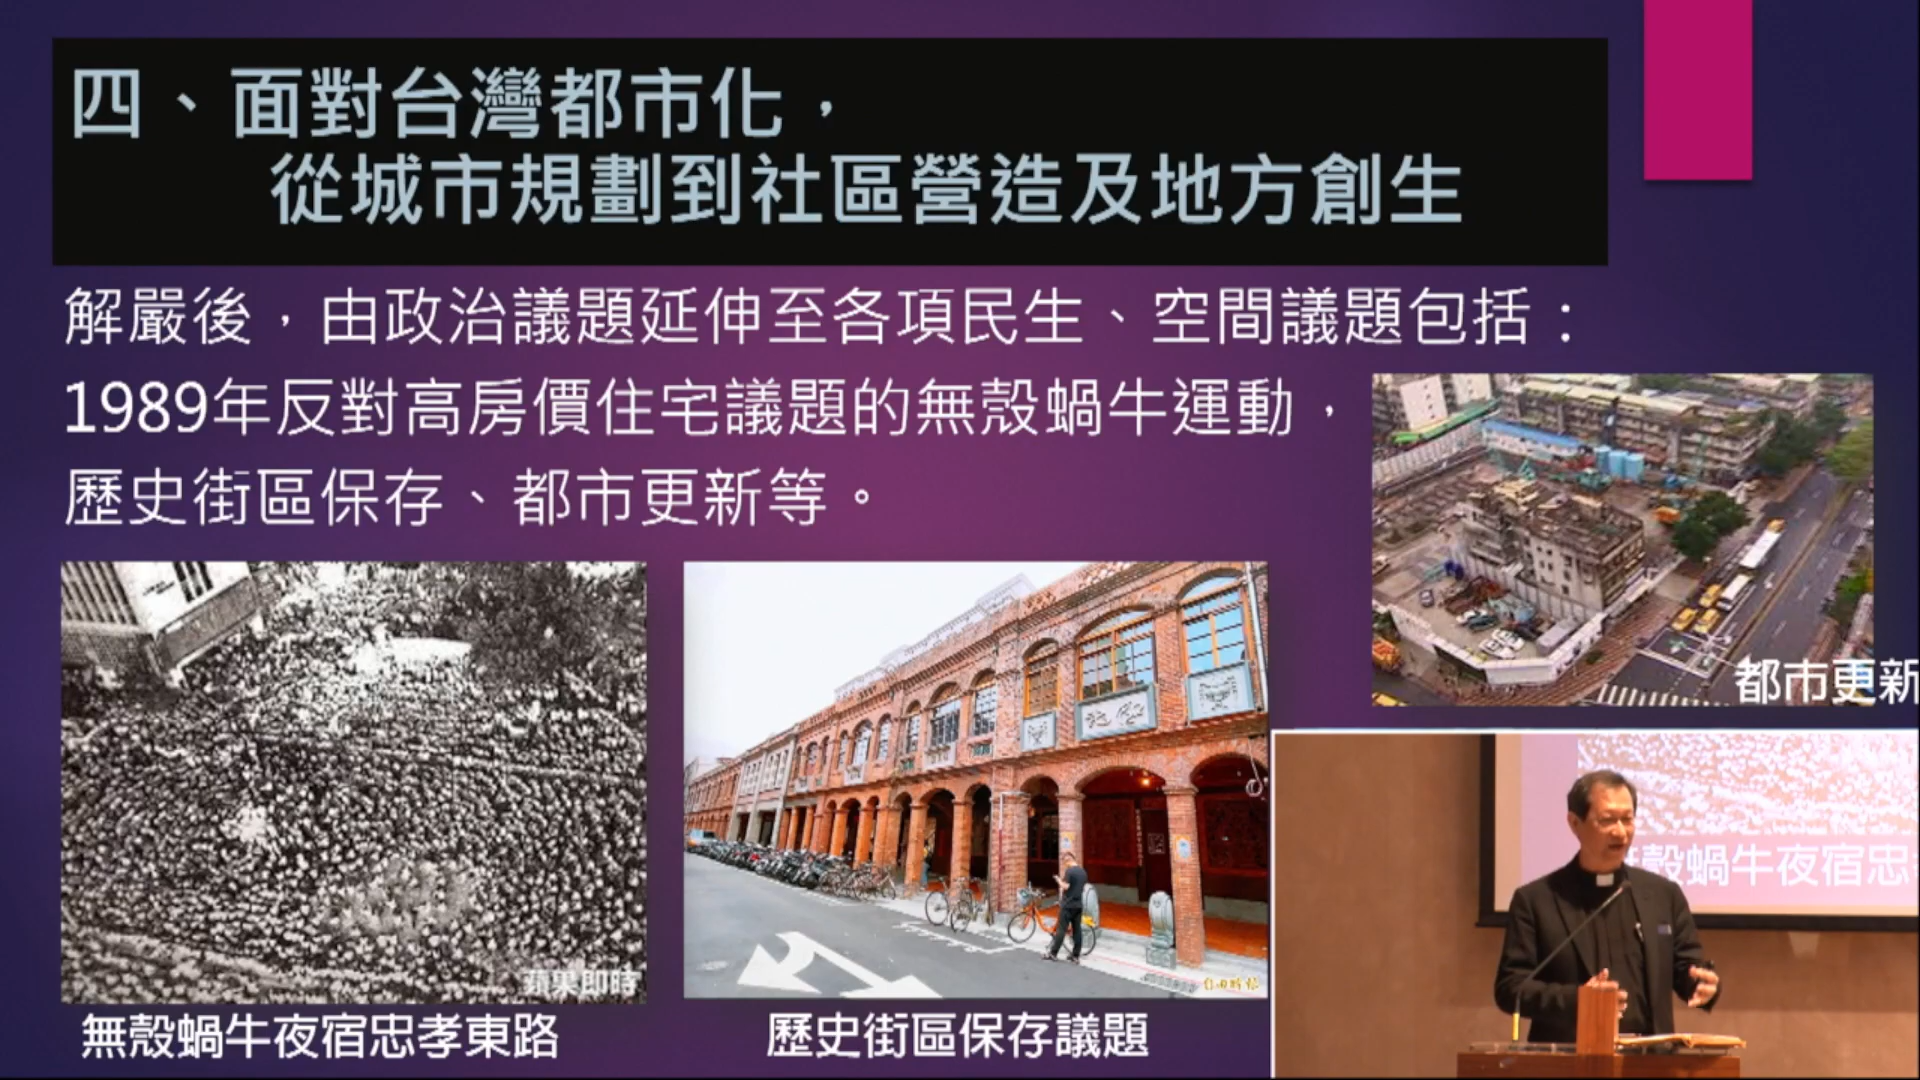 四、面對台灣都市化，
從城市規劃到社區營造及地方創生
解嚴後，由政治議題延伸至各項民生、空間議題包括：
1989年反對高房價住宅議題的無殼蝸牛運動，
歷史街區保存、都市更新等。
都市更新
蘋果即時
自由時報
無殼蝸牛夜宿忠孝東路
歷史街區保存議題
殼蝸牛夜宿忠